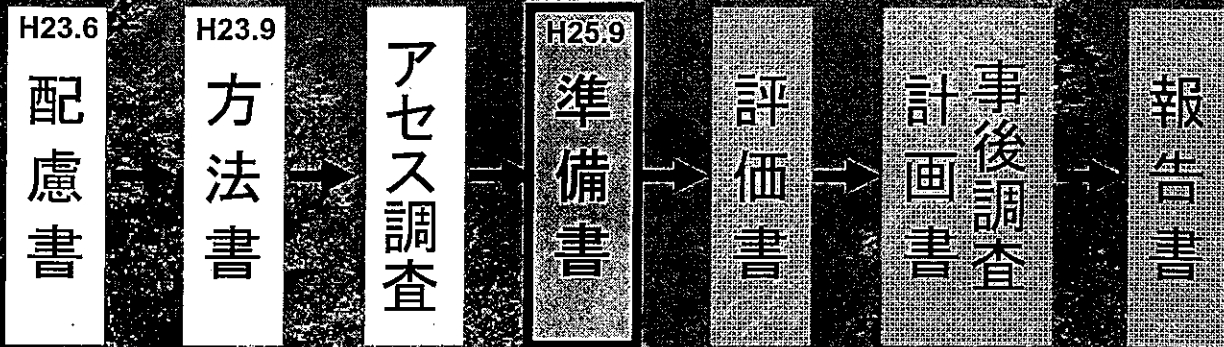 H23.6
配慮書
H23.9
方法書
アセス調査
H25.9
準備書
評価書
事後調査
計画書
報告書